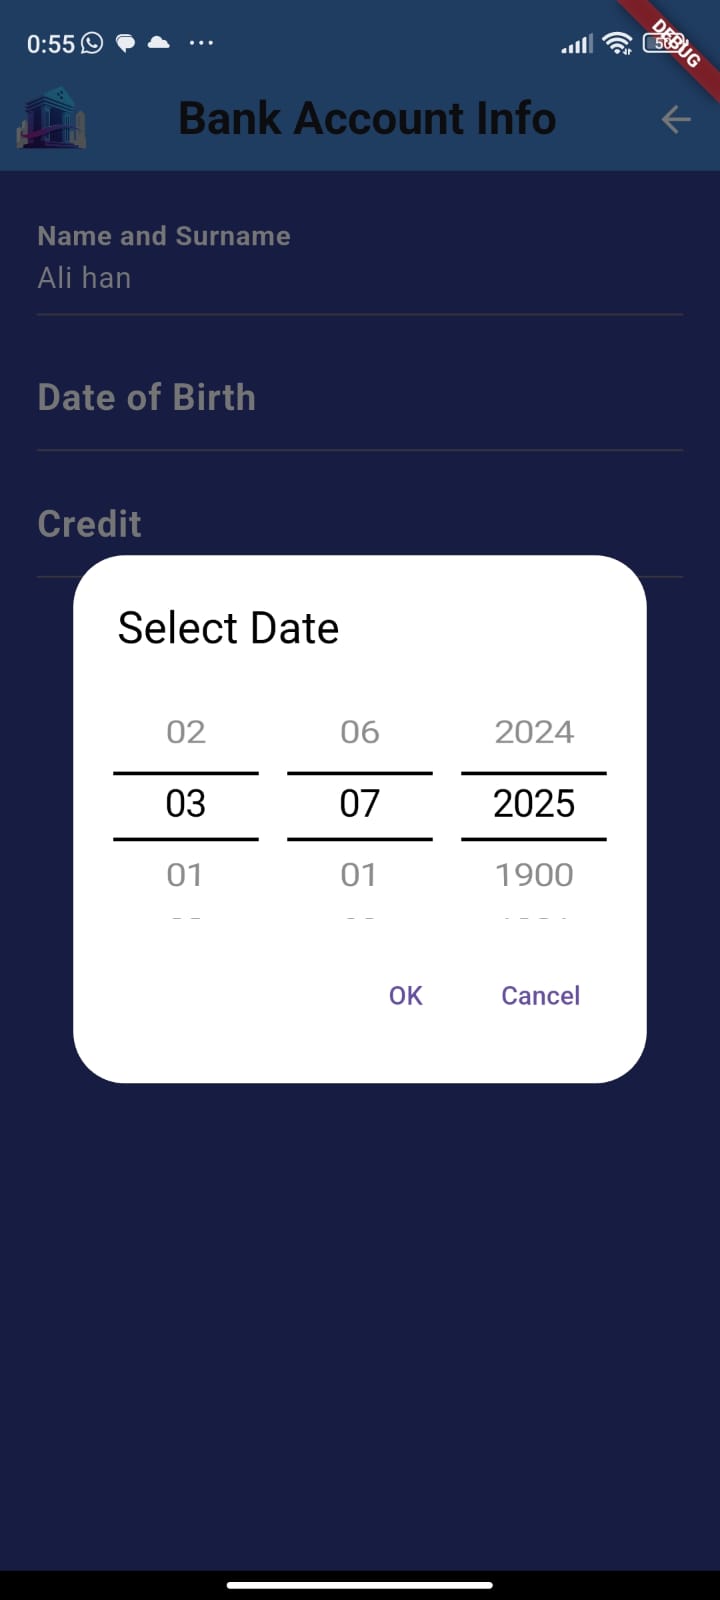 0:55
DEBUG
Bank Account Info
Name and Surname
Ali han
Date of Birth
Credit
Select Date
02 06 2024
03 07 2025
01 01 1900
OK Cancel